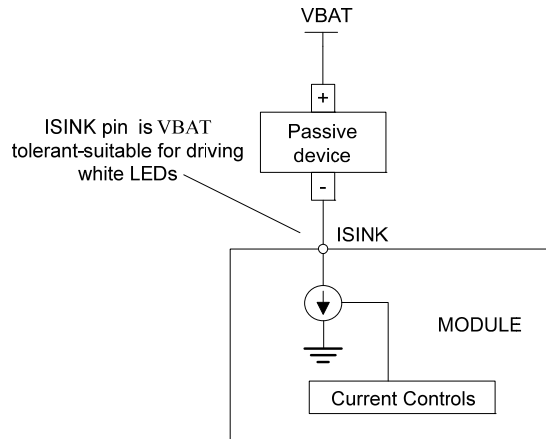 VBAT
+
ISINK pin is VBAT
tolerant-suitable for driving
white LEDs
Passive
device
-
ISINK
MODULE
Current Controls